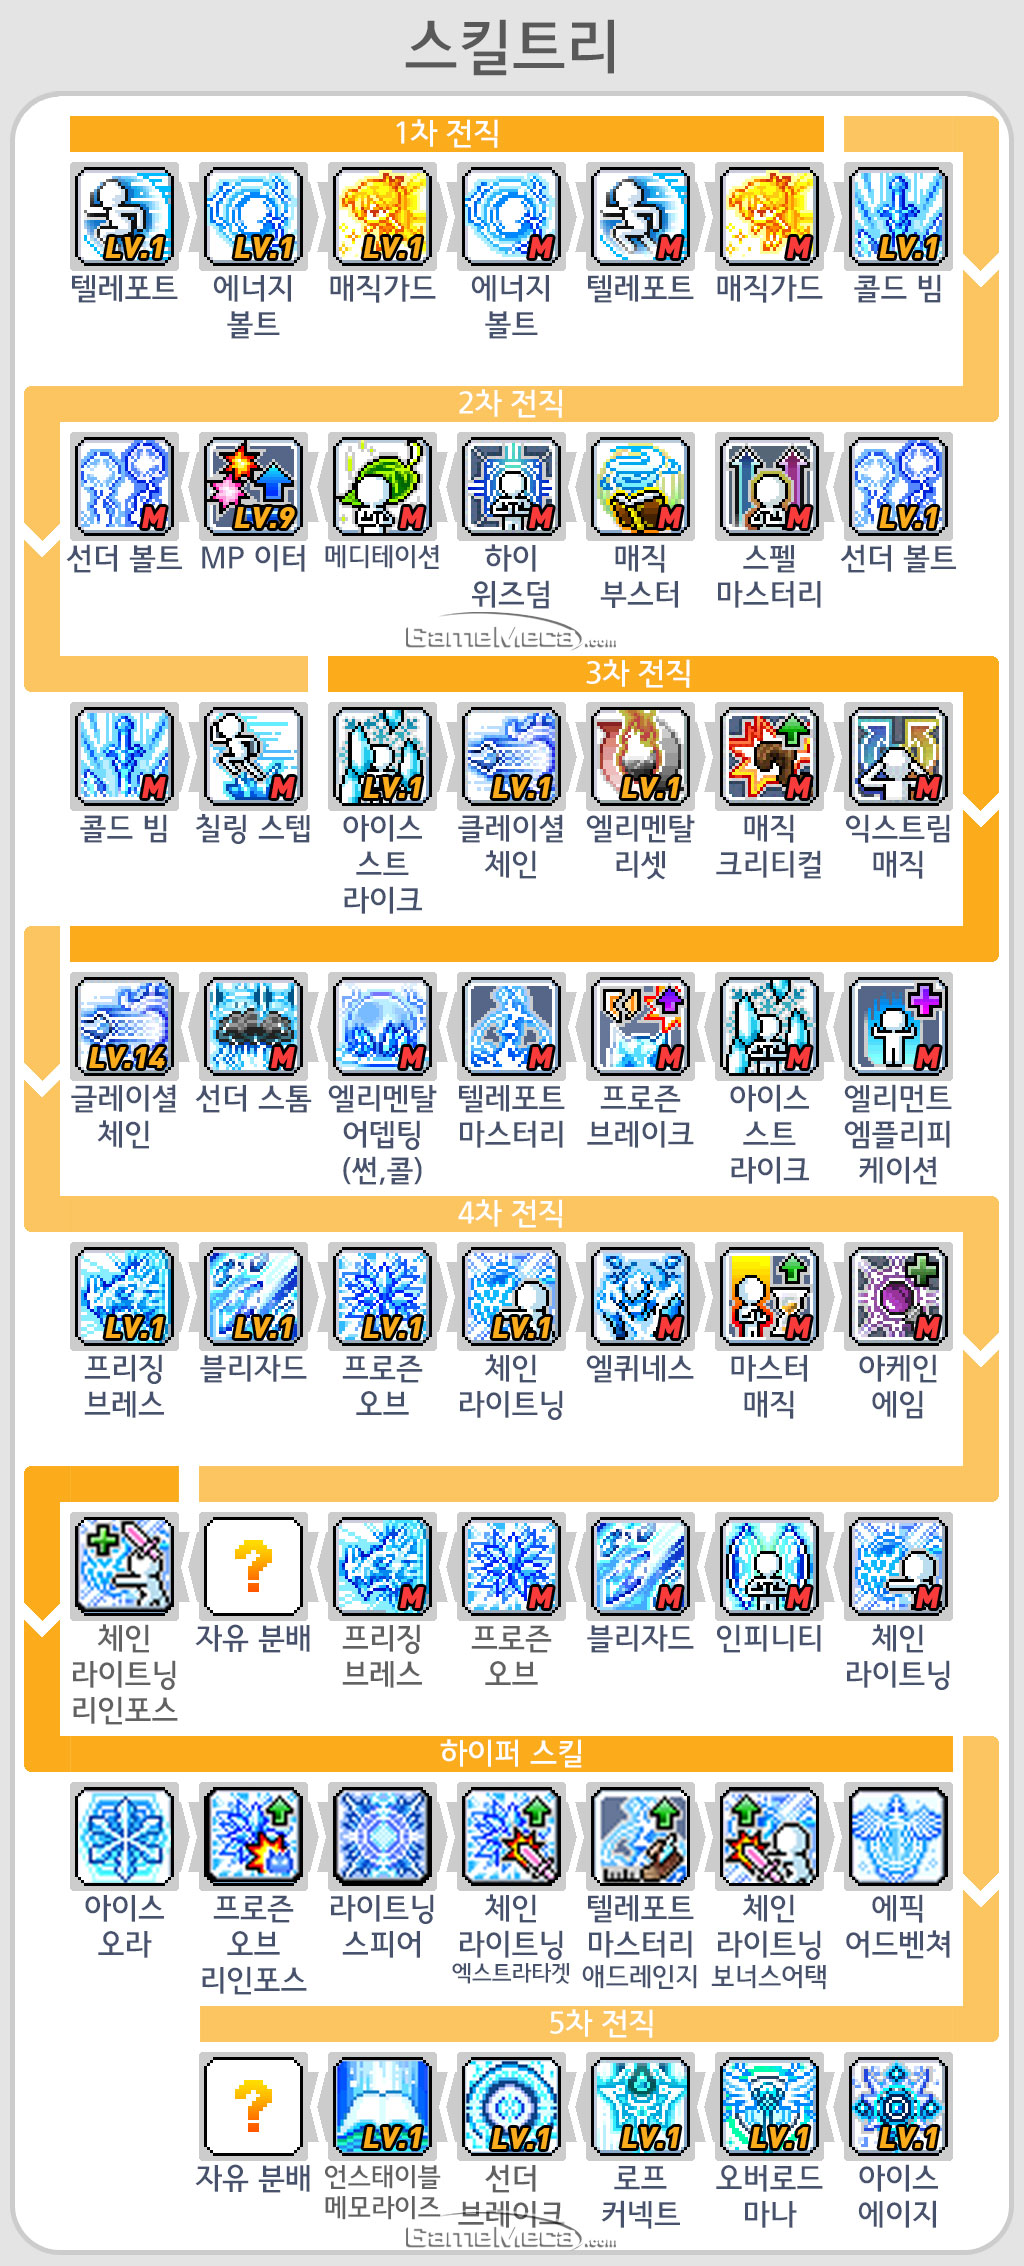 스킬트리
1차 전직
LV.1 LV.1 LV.1 M M M LV.1
텔레포트 에너지 매직가드 에너지 텔레포트 매직가드 콜드 빔
볼트 볼트
2차 전직
M LV.9 M M M M LV.1
선더 볼트 MP 이터 메디테이션 하이 매직 스펠 선더 볼트
위즈덤 부스터 마스터리
GameMeca.com
3차 전직
M M LV.1 LV.1 LV.1 M M
콜드 빔 칠링 스텝 아이스 클레이셜 엘리멘탈 매직 익스트림
스트 체인 리셋 크리티컬 매직
라이크
LV.14 M M M M M M
글레이셜 선더 스톰 엘리멘탈 텔레포트 프로즌 아이스 엘리먼트
체인 어뎁팅 마스터리 브레이크 스트 엠플리피
(썬,콜) 라이크 케이션
4차 전직
LV.1 LV.1 LV.1 LV.1 M M M
프리징 블리자드 프로즌 체인 엘퀴네스 마스터 아케인
브레스 오브 라이트닝 매직 에임
? M M M M M
체인 자유 분배 프리징 프로즌 블리자드 인피니티 체인
라이트닝 브레스 오브 라이트닝
리인포스
하이퍼 스킬
아이스 프로즌 라이트닝 체인 텔레포트 체인 에픽
오라 오브 스피어 라이트닝 마스터리 라이트닝 어드벤쳐
리인포스 엑스트라타겟 애드레인지 보너스어택
5차 전직
? LV.1 LV.1 LV.1 LV.1 LV.1
자유 분배 언스태이블 선더 로프 오버로드 아이스
메모라이즈 브레이크 커넥트 마나 에이지
GameMeca.com